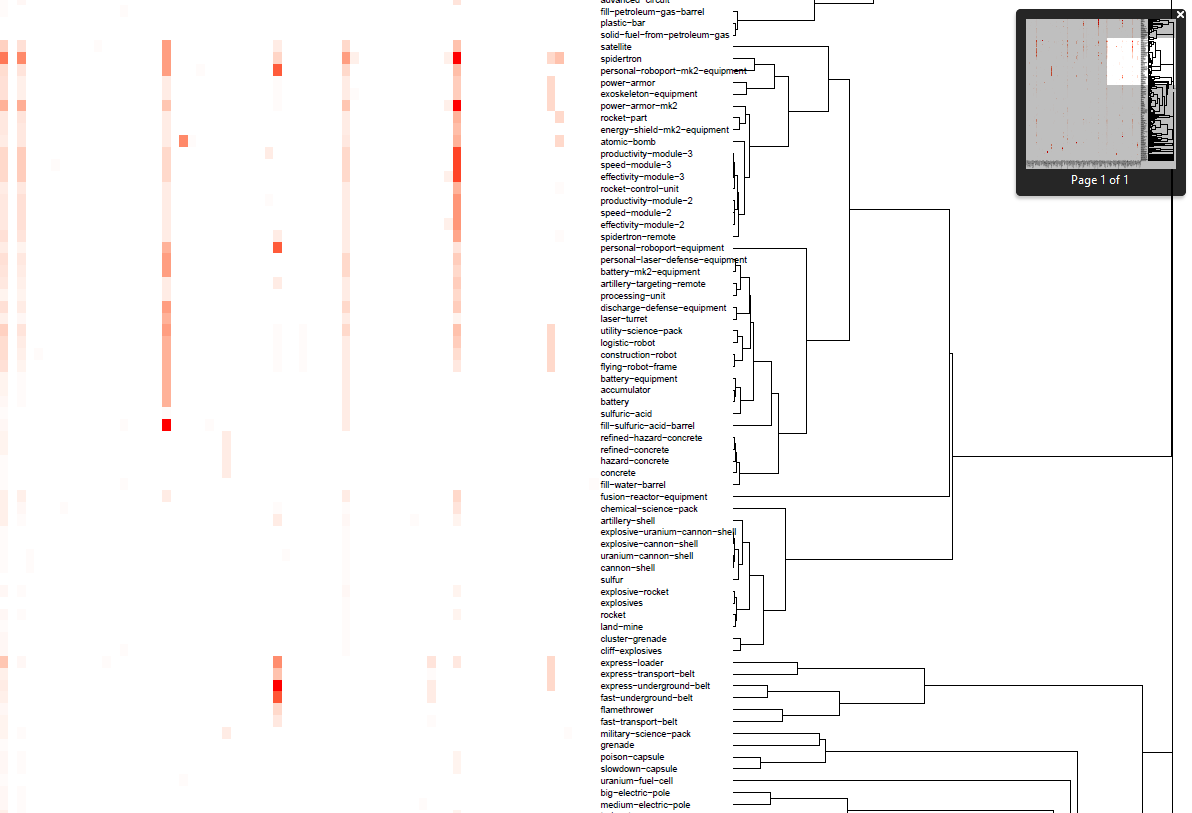 advanced−circuit
fill−petroleum−gas−barrel
plastic−bar
solid−fuel−from−petroleum−gas
satellite
spidertron
personal−roboport−mk2−equipment
power−armor
exoskeleton−equipment
power−armor−mk2
rocket−part
energy−shield−mk2−equipment
atomic−bomb
productivity−module−3
speed−module−3
effectivity−module−3
rocket−control−unit
productivity−module−2
speed−module−2
effectivity−module−2
spidertron−remote
personal−roboport−equipment
personal−laser−defense−equipment
battery−mk2−equipment
artillery−targeting−remote
processing−unit
discharge−defense−equipment
laser−turret
utility−science−pack
logistic−robot
construction−robot
flying−robot−frame
battery−equipment
accumulator
battery
sulfuric−acid
fill−sulfuric−acid−barrel
refined−hazard−concrete
refined−concrete
hazard−concrete
concrete
fill−water−barrel
fusion−reactor−equipment
chemical−science−pack
artillery−shell
explosive−uranium−cannon−shell
explosive−cannon−shell
uranium−cannon−shell
cannon−shell
sulfur
explosive−rocket
explosives
rocket
land−mine
cluster−grenade
cliff−explosives
express−loader
express−transport−belt
express−underground−belt
fast−underground−belt
flamethrower
fast−transport−belt
military−science−pack
grenade
poison−capsule
slowdown−capsule
uranium−fuel−cell
big−electric−pole
medium−electric−pole
Page 1 of 1